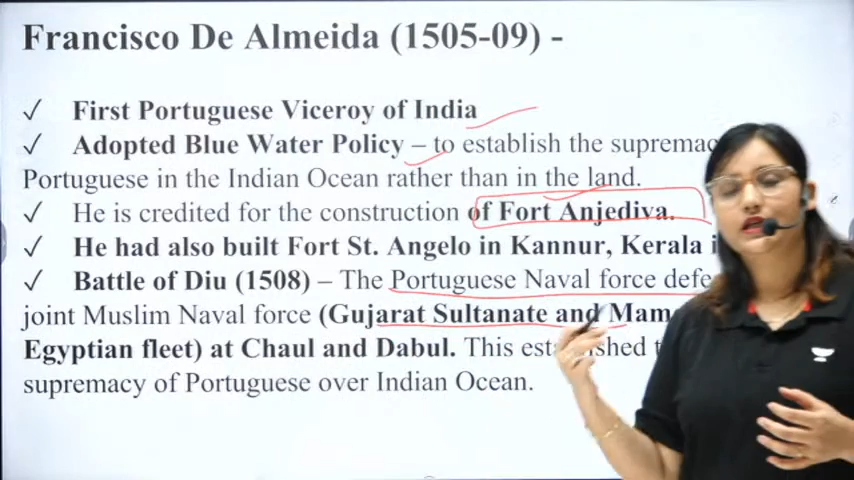 Francisco De Almeida (1505-09) -
✓ First Portuguese Viceroy of India
✓ Adopted Blue Water Policy – to establish the supremac
Portuguese in the Indian Ocean rather than in the land.
✓ He is credited for the construction of Fort Anjediva.
✓ He had also built Fort St. Angelo in Kannur, Kerala i
✓ Battle of Diu (1508) – The Portuguese Naval force defe
joint Muslim Naval force (Gujarat Sultanate and Mam
Egyptian fleet) at Chaul and Dabul. This established t
supremacy of Portuguese over Indian Ocean.